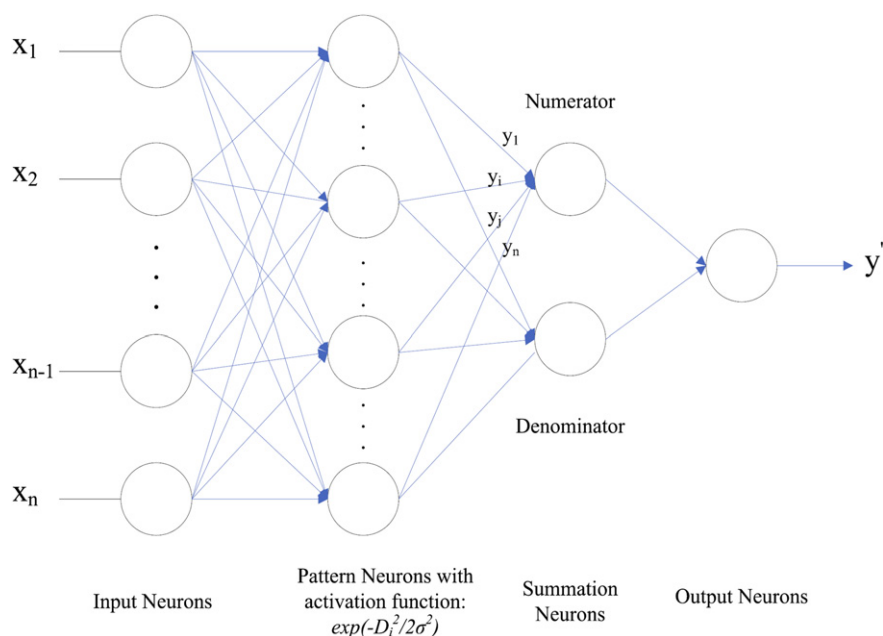 x1
Numerator
y1
x2
yi
yj
yn
y'
xn-1
Denominator
xn
Input Neurons
Pattern Neurons with
activation function:
exp(-Di²/2σ²)
Summation
Neurons
Output Neurons